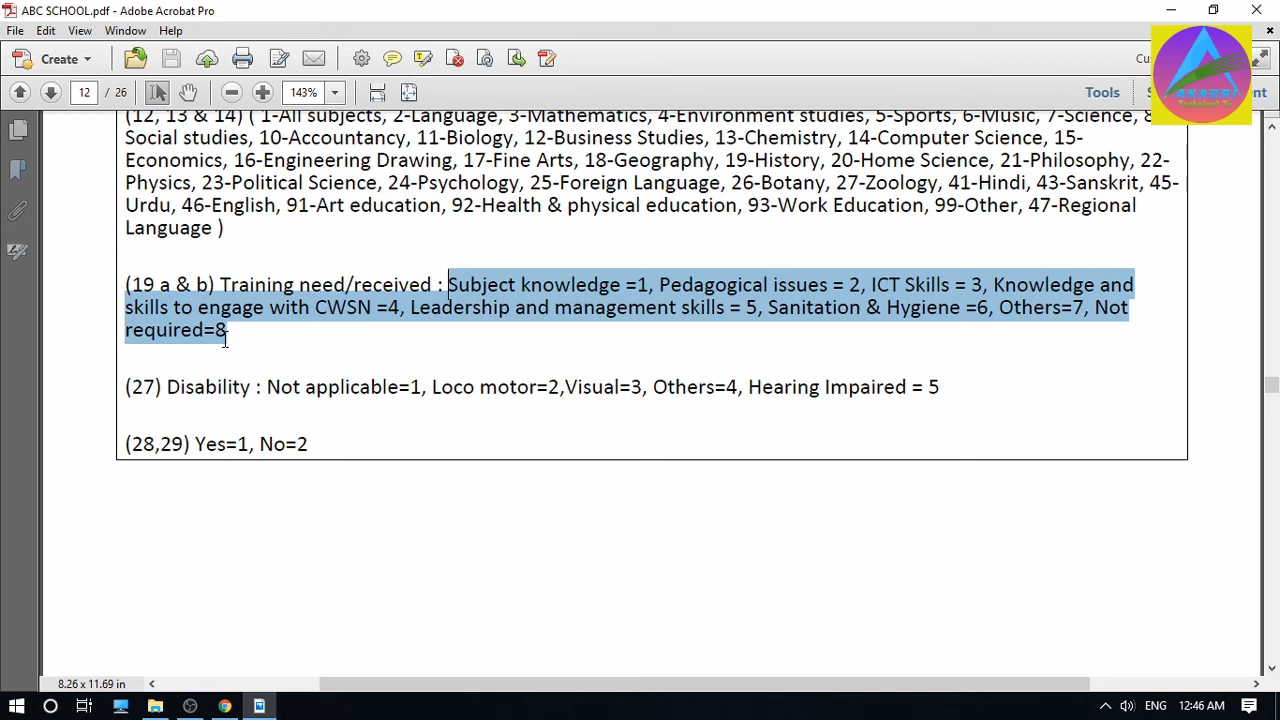 ABC SCHOOL.pdf - Adobe Acrobat Pro
File Edit View Window Help
Create
12 / 26
143%
Tools
(12, 13 & 14) ( 1-All subjects, 2-Language, 3-Mathematics, 4-Environment studies, 5-Sports, 6-Music, 7-Science, 8
Social studies, 10-Accountancy, 11-Biology, 12-Business Studies, 13-Chemistry, 14-Computer Science, 15-
Economics, 16-Engineering Drawing, 17-Fine Arts, 18-Geography, 19-History, 20-Home Science, 21-Philosophy, 22-
Physics, 23-Political Science, 24-Psychology, 25-Foreign Language, 26-Botany, 27-Zoology, 41-Hindi, 43-Sanskrit, 45-
Urdu, 46-English, 91-Art education, 92-Health & physical education, 93-Work Education, 99-Other, 47-Regional
Language )
(19 a & b) Training need/received : Subject knowledge =1, Pedagogical issues = 2, ICT Skills = 3, Knowledge and
skills to engage with CWSN =4, Leadership and management skills = 5, Sanitation & Hygiene =6, Others=7, Not
required=8
(27) Disability : Not applicable=1, Loco motor=2,Visual=3, Others=4, Hearing Impaired = 5
(28,29) Yes=1, No=2
8.26 x 11.69 in
ENG 12:46 AM